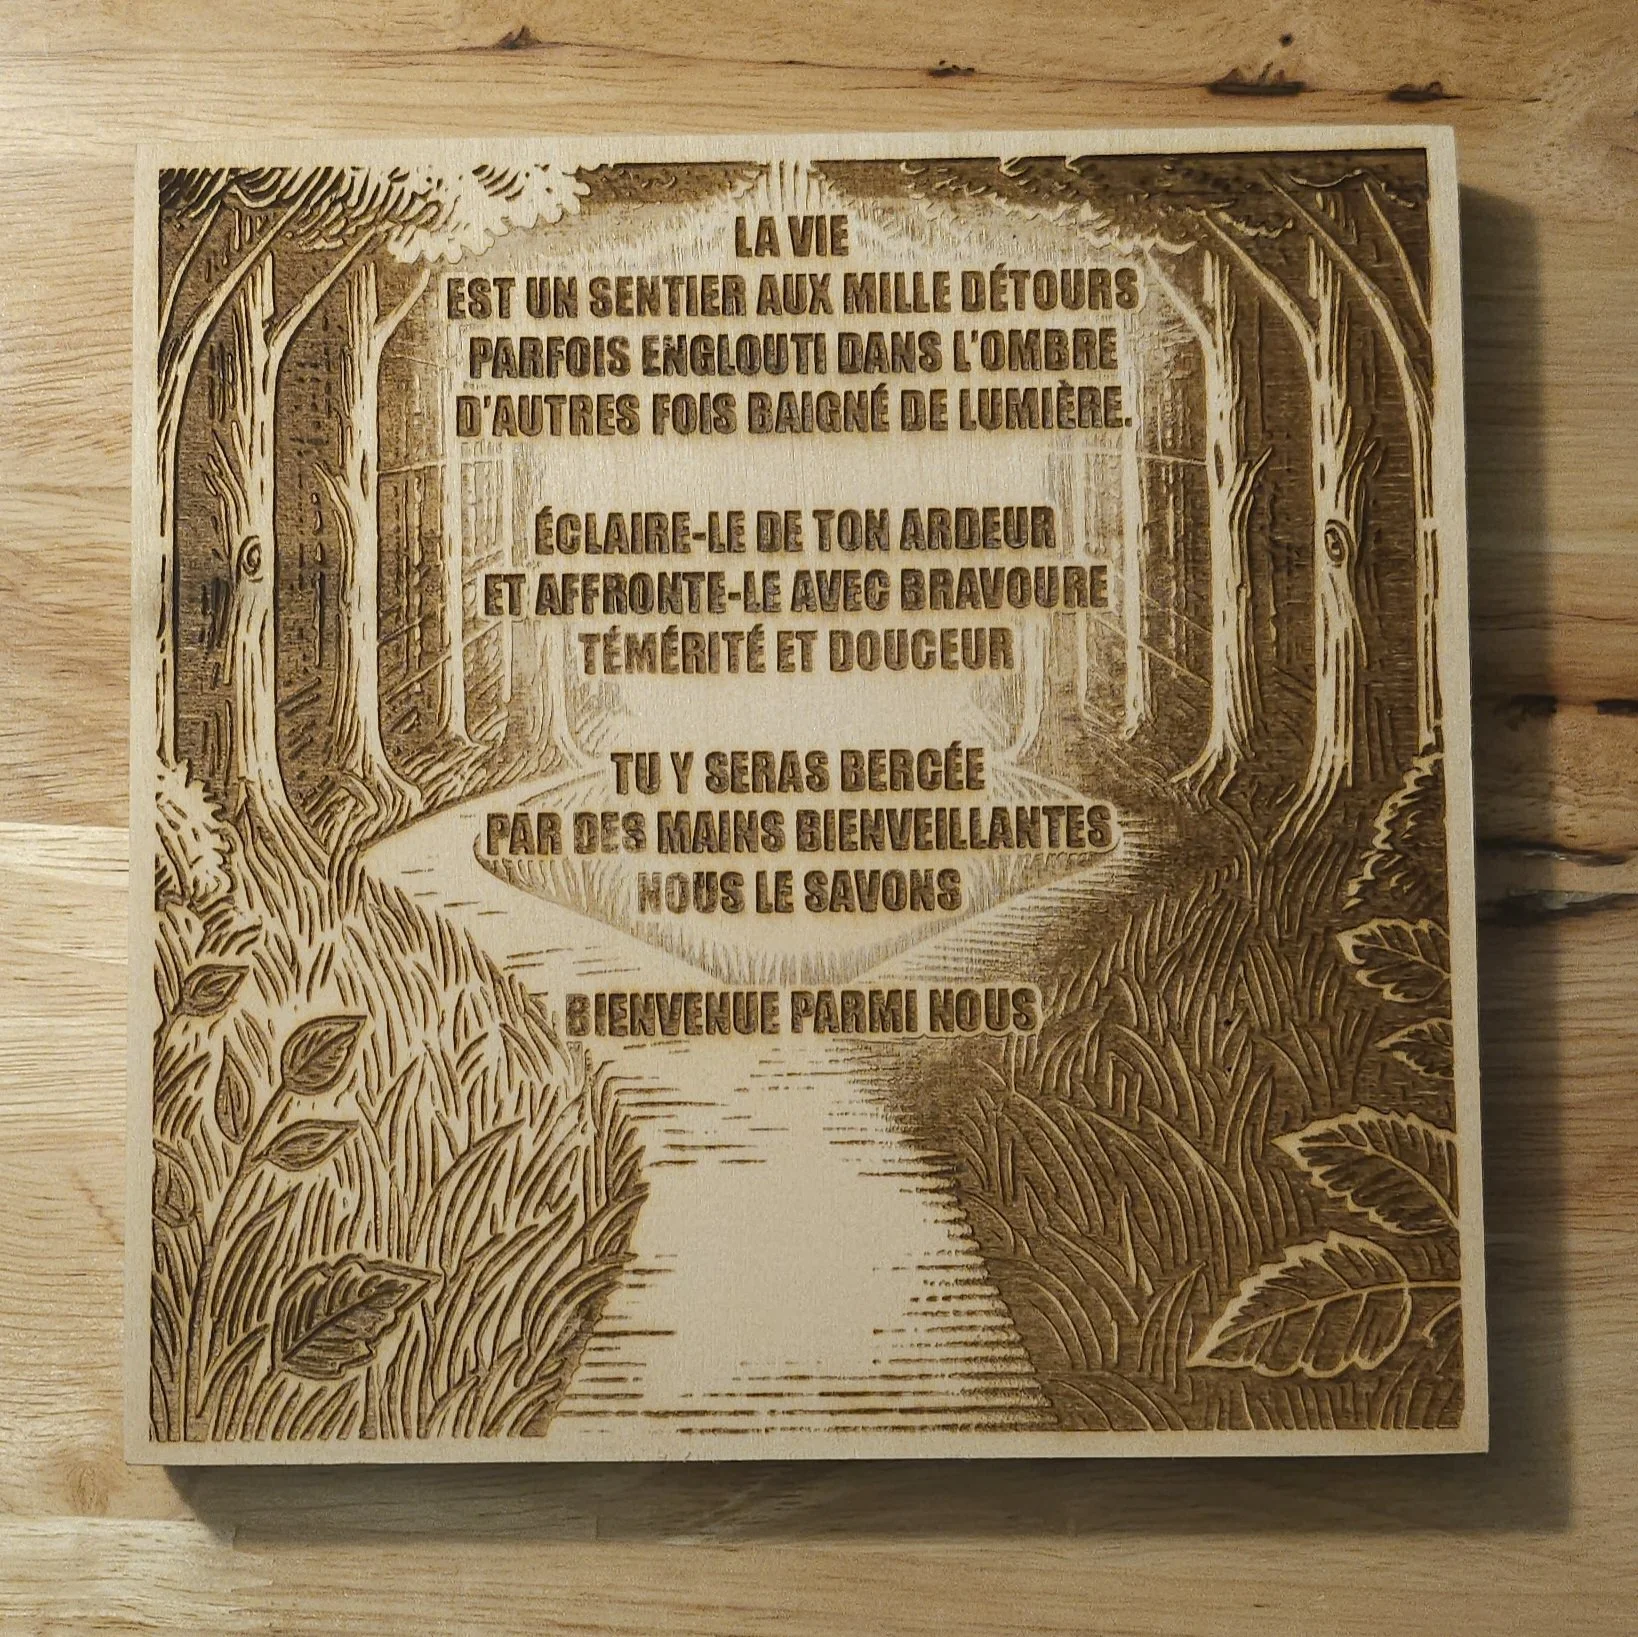 LA VIE
EST UN SENTIER AUX MILLE DÉTOURS
PARFOIS ENGLOUTI DANS L'OMBRE
D'AUTRES FOIS BAIGNÉ DE LUMIÈRE.
ÉCLAIRE-LE DE TON ARDEUR
ET AFFRONTE-LE AVEC BRAVOURE
TÉMÉRITÉ ET DOUCEUR
TU Y SERAS BERCÉE
PAR DES MAINS BIENVEILLANTES
NOUS LE SAVONS
BIENVENUE PARMI NOUS